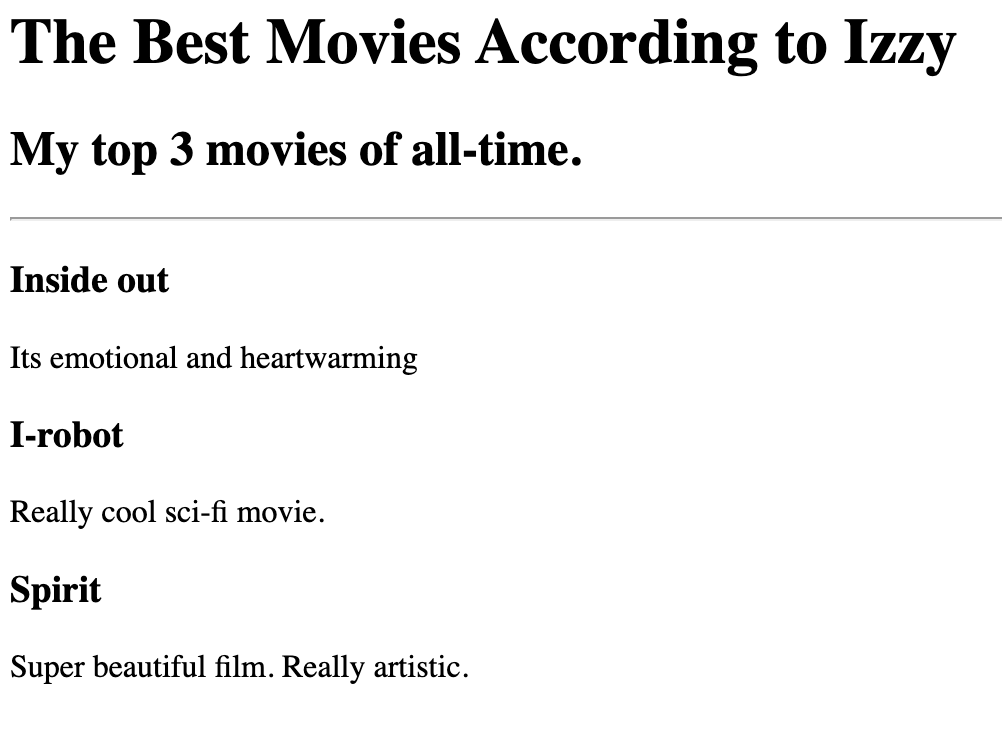 The Best Movies According to Izzy
My top 3 movies of all-time.
Inside out
Its emotional and heartwarming
I-robot
Really cool sci-fi movie.
Spirit
Super beautiful film. Really artistic.